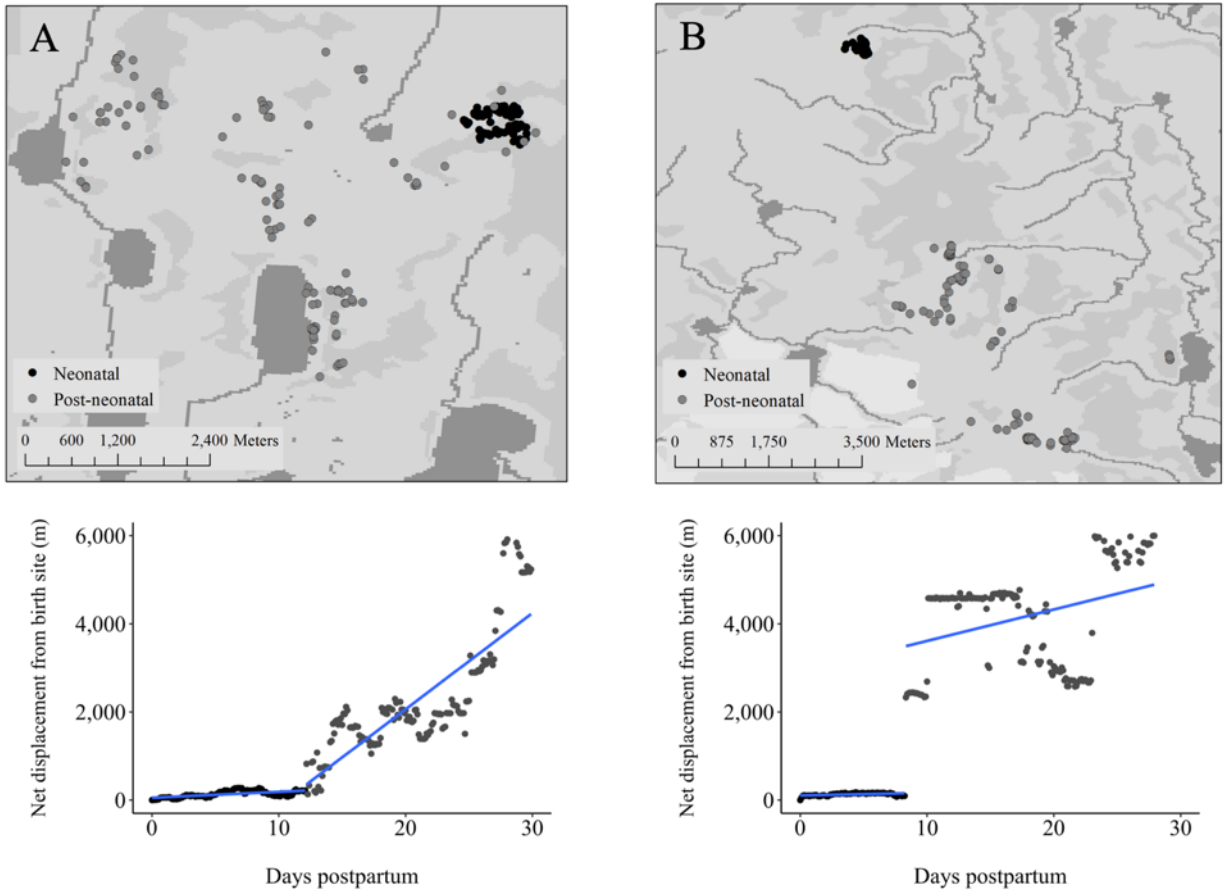 A
Neonatal
Post-neonatal
0 600 1,200 2,400 Meters
B
Neonatal
Post-neonatal
0 875 1,750 3,500 Meters
Net displacement from birth site (m)
6,000
4,000
2,000
0
0 10 20 30
Days postpartum
Net displacement from birth site (m)
6,000
4,000
2,000
0
0 10 20 30
Days postpartum